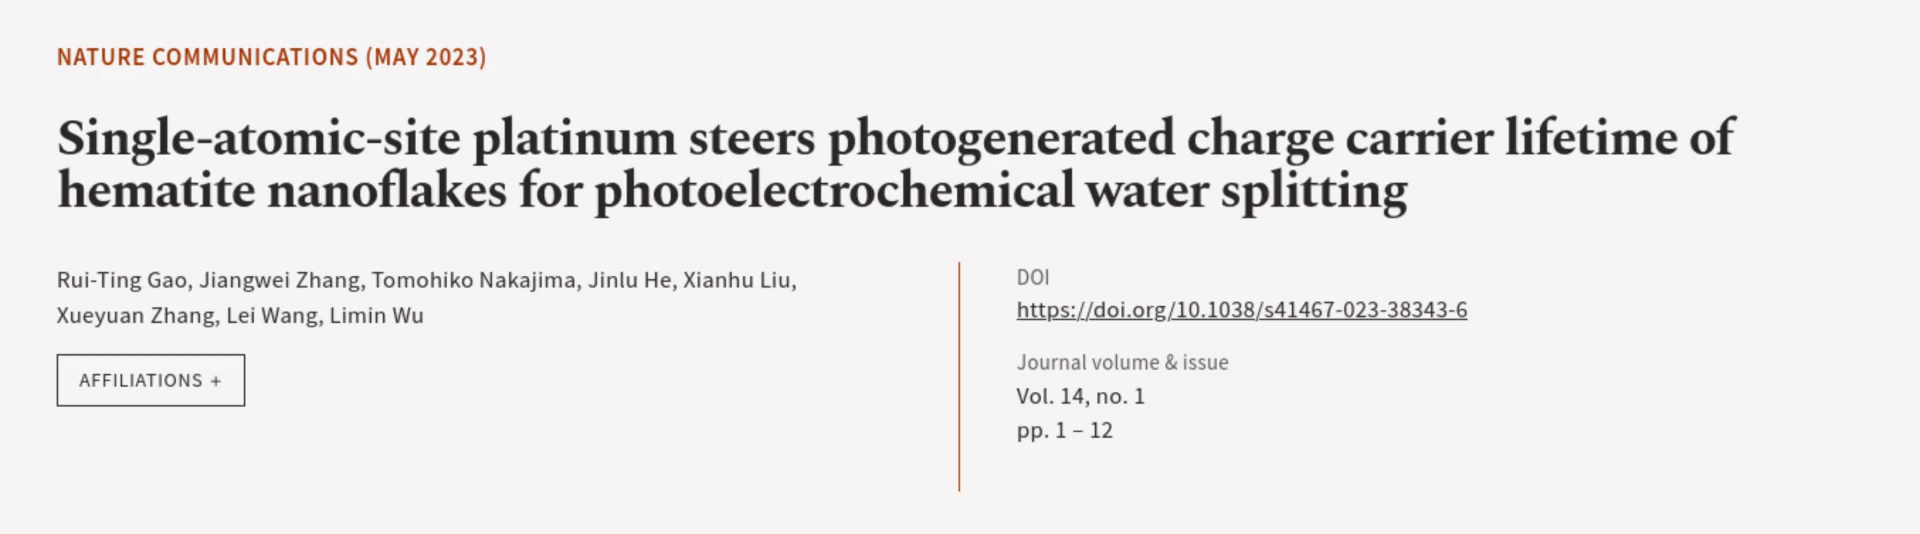 NATURE COMMUNICATIONS (MAY 2023)
Single-atomic-site platinum steers photogenerated charge carrier lifetime of
hematite nanoflakes for photoelectrochemical water splitting
Rui-Ting Gao, Jiangwei Zhang, Tomohiko Nakajima, Jinlu He, Xianhu Liu,
Xueyuan Zhang, Lei Wang, Limin Wu
AFFILIATIONS +
DOI
https://doi.org/10.1038/s41467-023-38343-6
Journal volume & issue
Vol. 14, no. 1
pp. 1 – 12